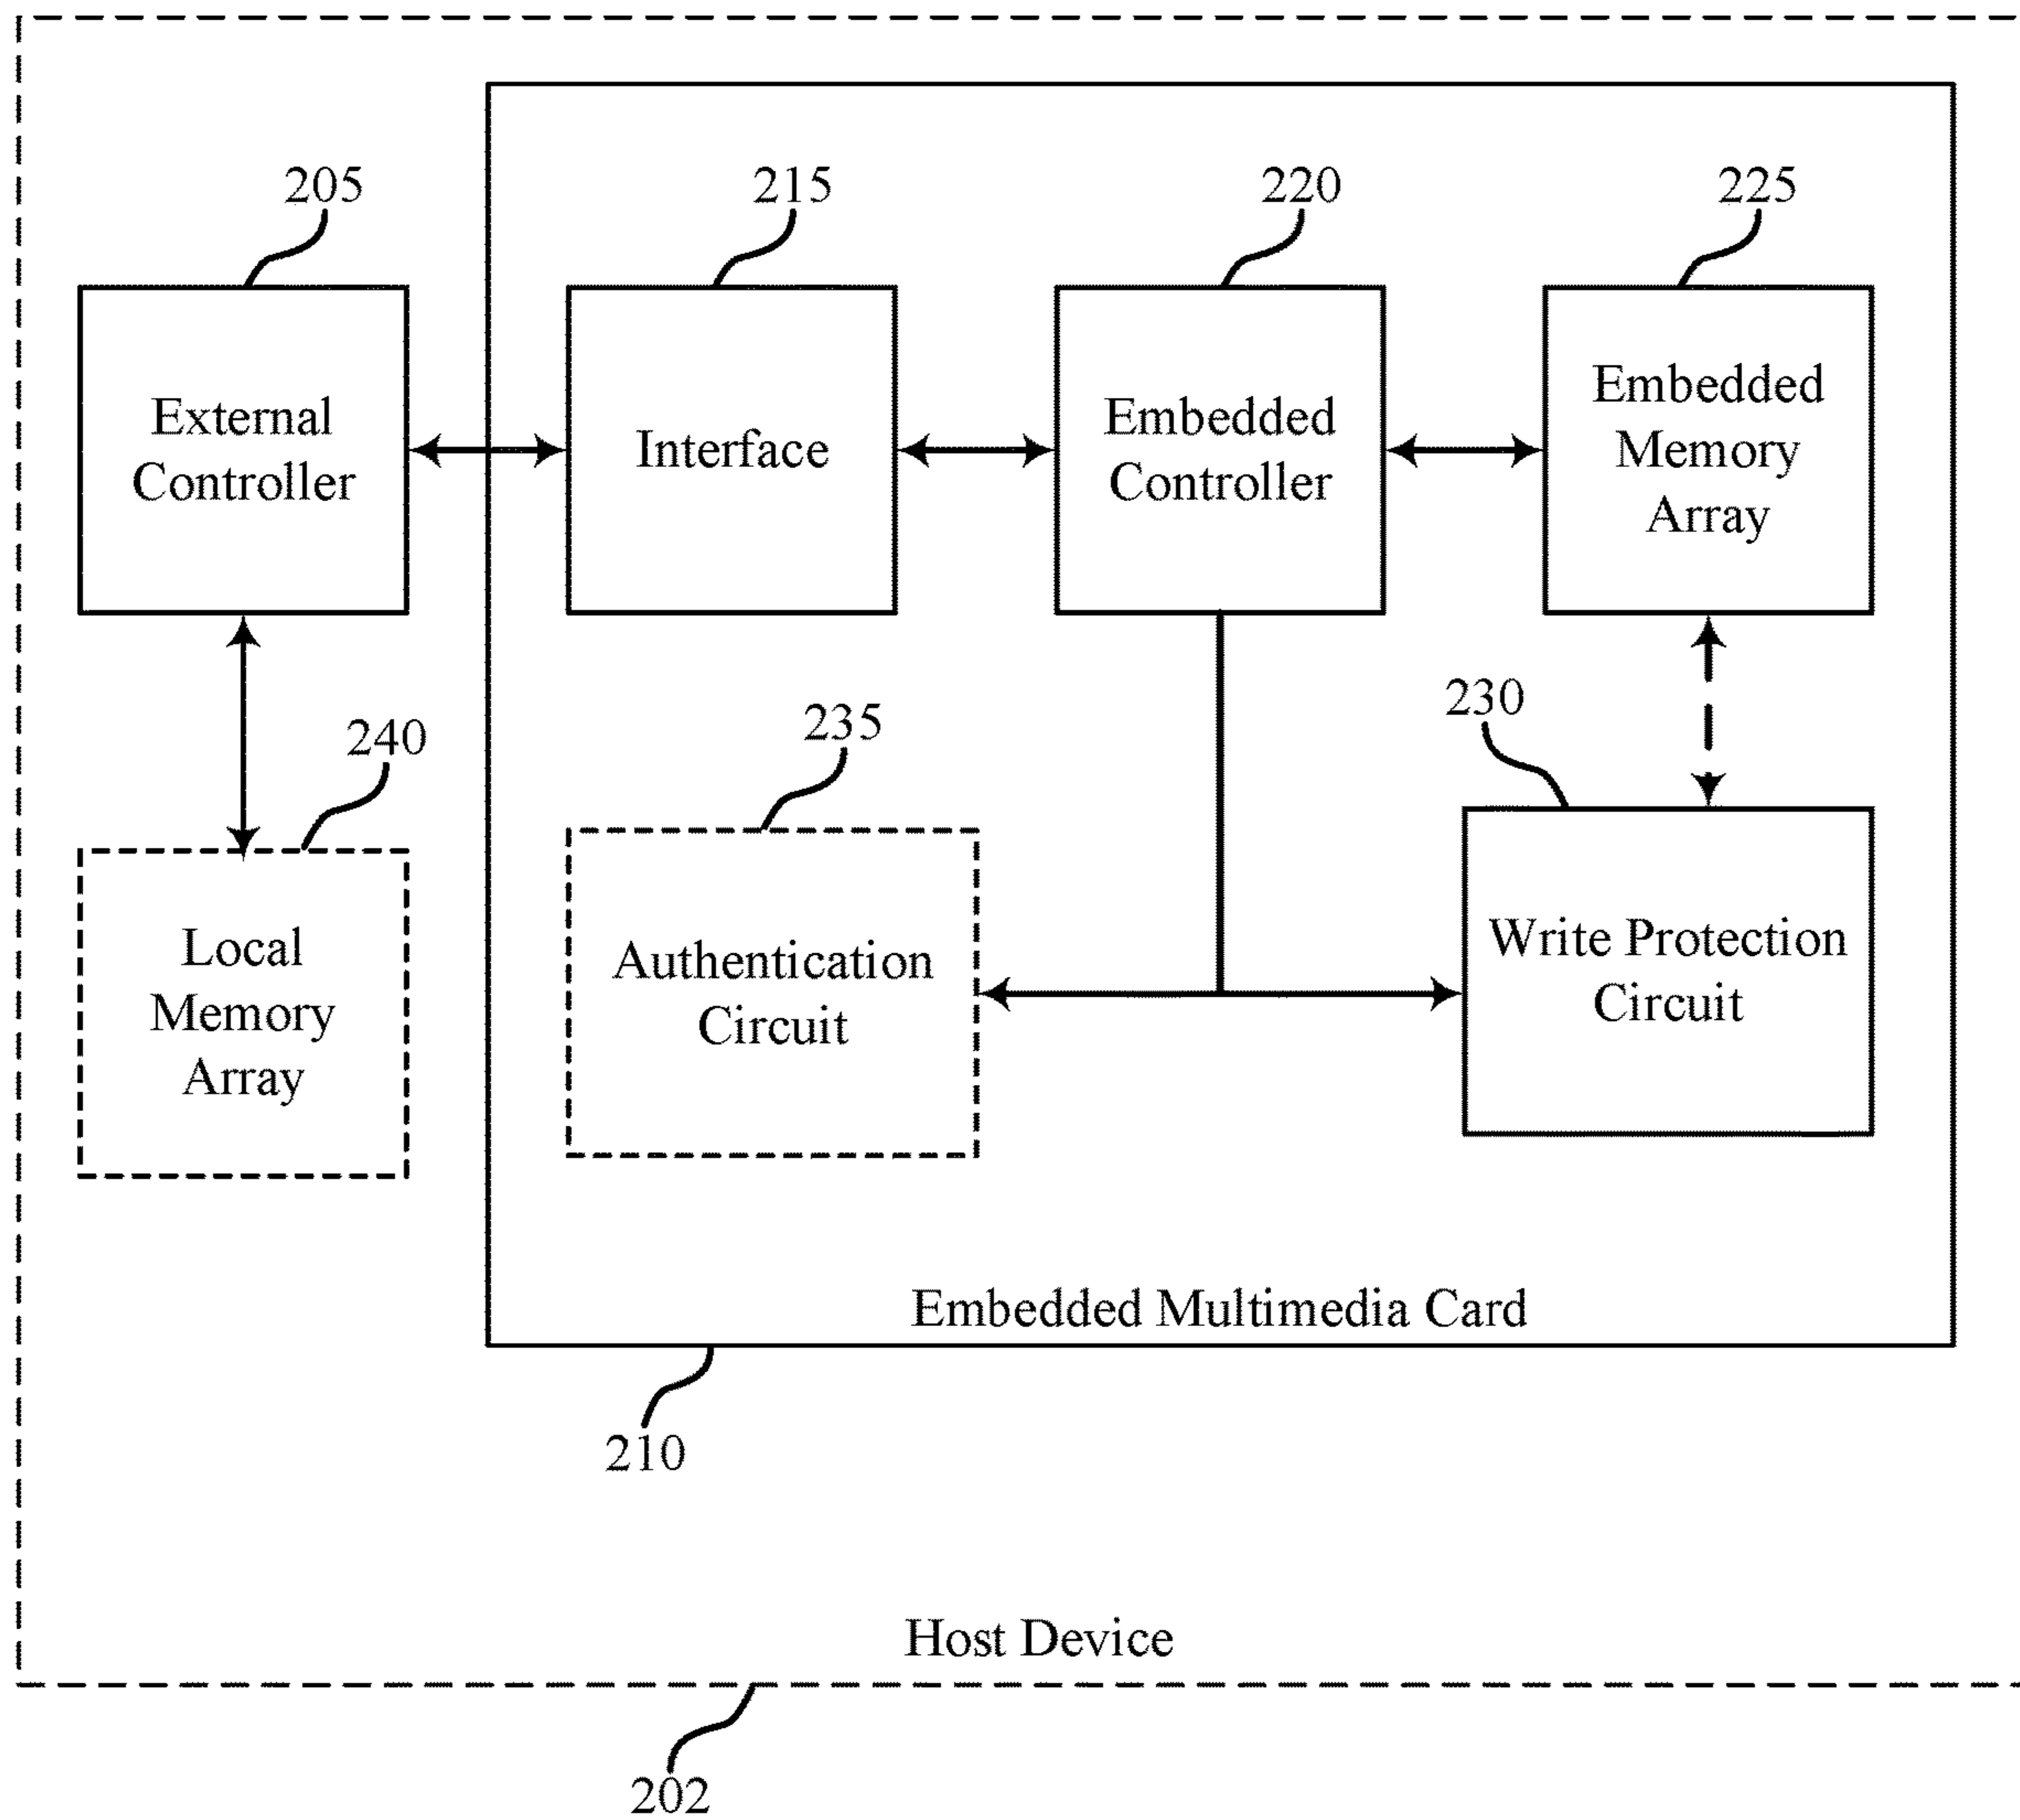 205
215
220
225
External
Controller
Interface
Embedded
Controller
Embedded
Memory
Array
240
235
230
Local
Memory
Array
Authentication
Circuit
Write Protection
Circuit
Embedded Multimedia Card
210
Host Device
202